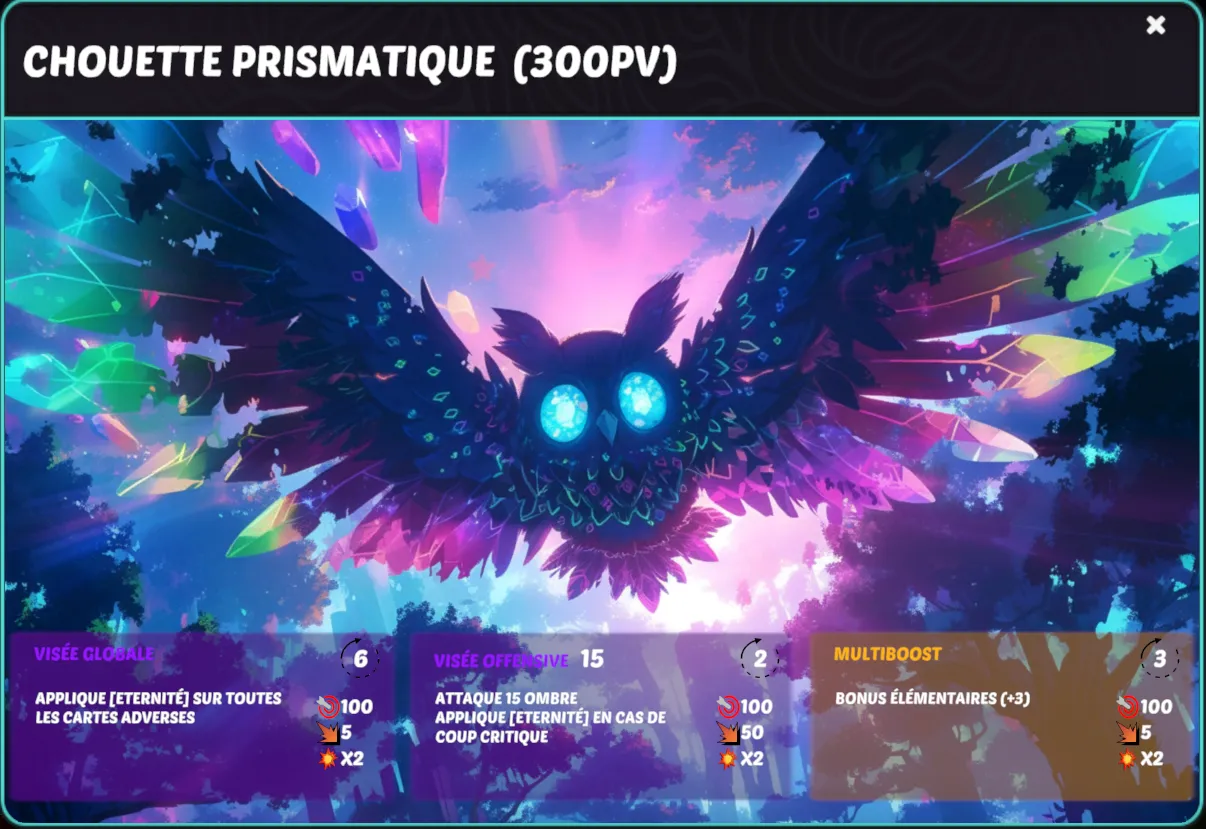 CHOUETTE PRISMATIQUE (300PV)
VISÉE GLOBALE 6
APPLIQUE [ETERNITÉ] SUR TOUTES
LES CARTES ADVERSES
100
5
X2
VISÉE OFFENSIVE 15 2
ATTAQUE 15 OMBRE
APPLIQUE [ETERNITÉ] EN CAS DE
COUP CRITIQUE
100
50
X2
MULTIBOOST 3
BONUS ÉLÉMENTAIRES (+3)
100
5
X2